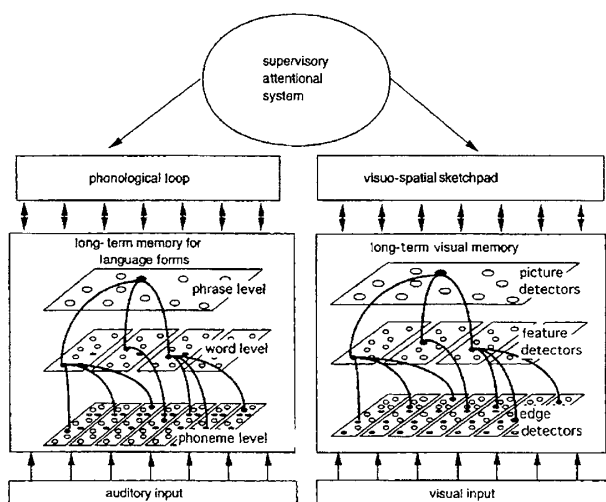 supervisory
attentional
system
phonological loop
visuo-spatial sketchpad
long-term memory for
language forms
phrase level
word level
phoneme level
long-term visual memory
picture
detectors
feature
detectors
edge
detectors
auditory input
visual input